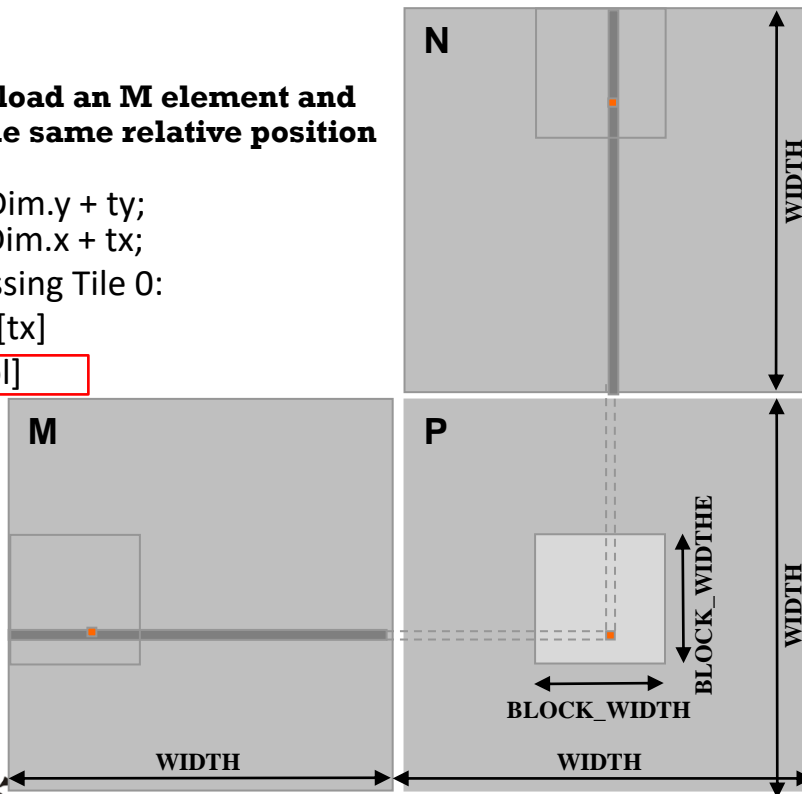 load an M element and
e same relative position
Dim.y + ty;
Dim.x + tx;
ssing Tile 0:
[tx]
l]
N
WIDTH
M
P
BLOCK_WIDTHE
WIDTH
BLOCK_WIDTH
WIDTH
WIDTH